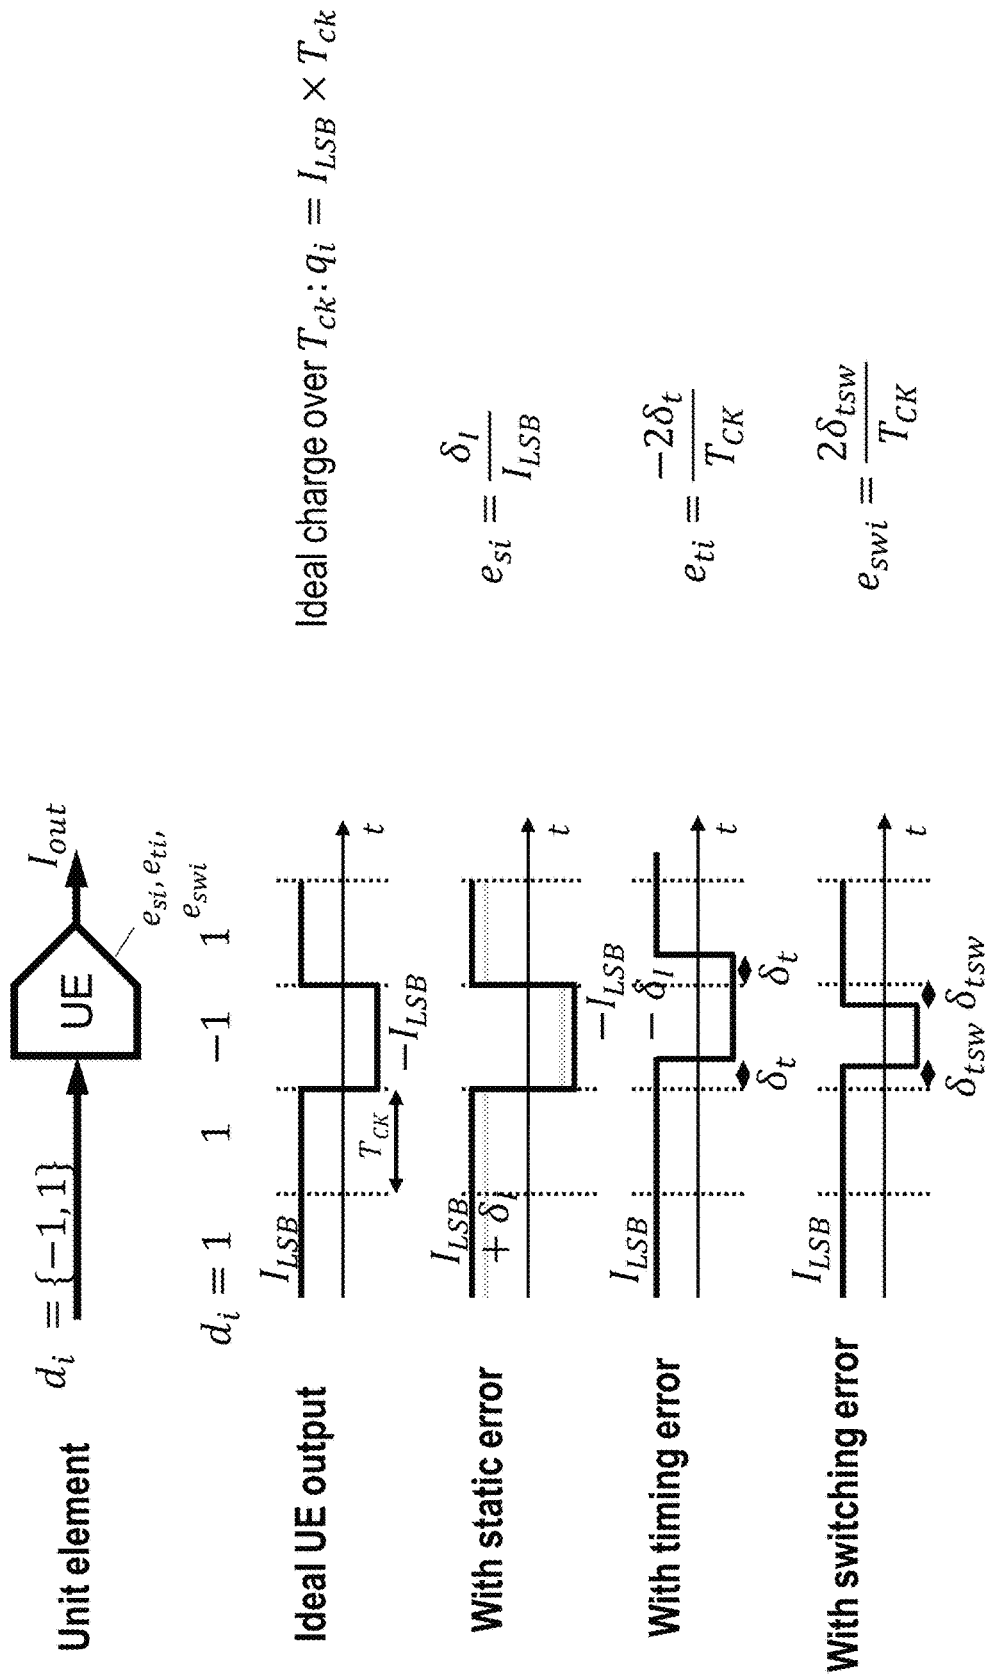 Unit element
d_i = {−1, 1}
UE
I_out
e_si, e_ti,
e_swi
d_i = 1 1 −1 1
Ideal UE output
I_LSB
T_CK
−I_LSB
t
Ideal charge over T_ck: q_i = I_LSB × T_ck
With static error
I_LSB
+ δ_I
−I_LSB
− δ_I
t
e_si = δ_I / I_LSB
With timing error
I_LSB
δ_t
δ_t
t
e_ti = −2δ_t / T_CK
With switching error
I_LSB
δ_tsw δ_tsw
t
e_swi = 2δ_tsw / T_CK